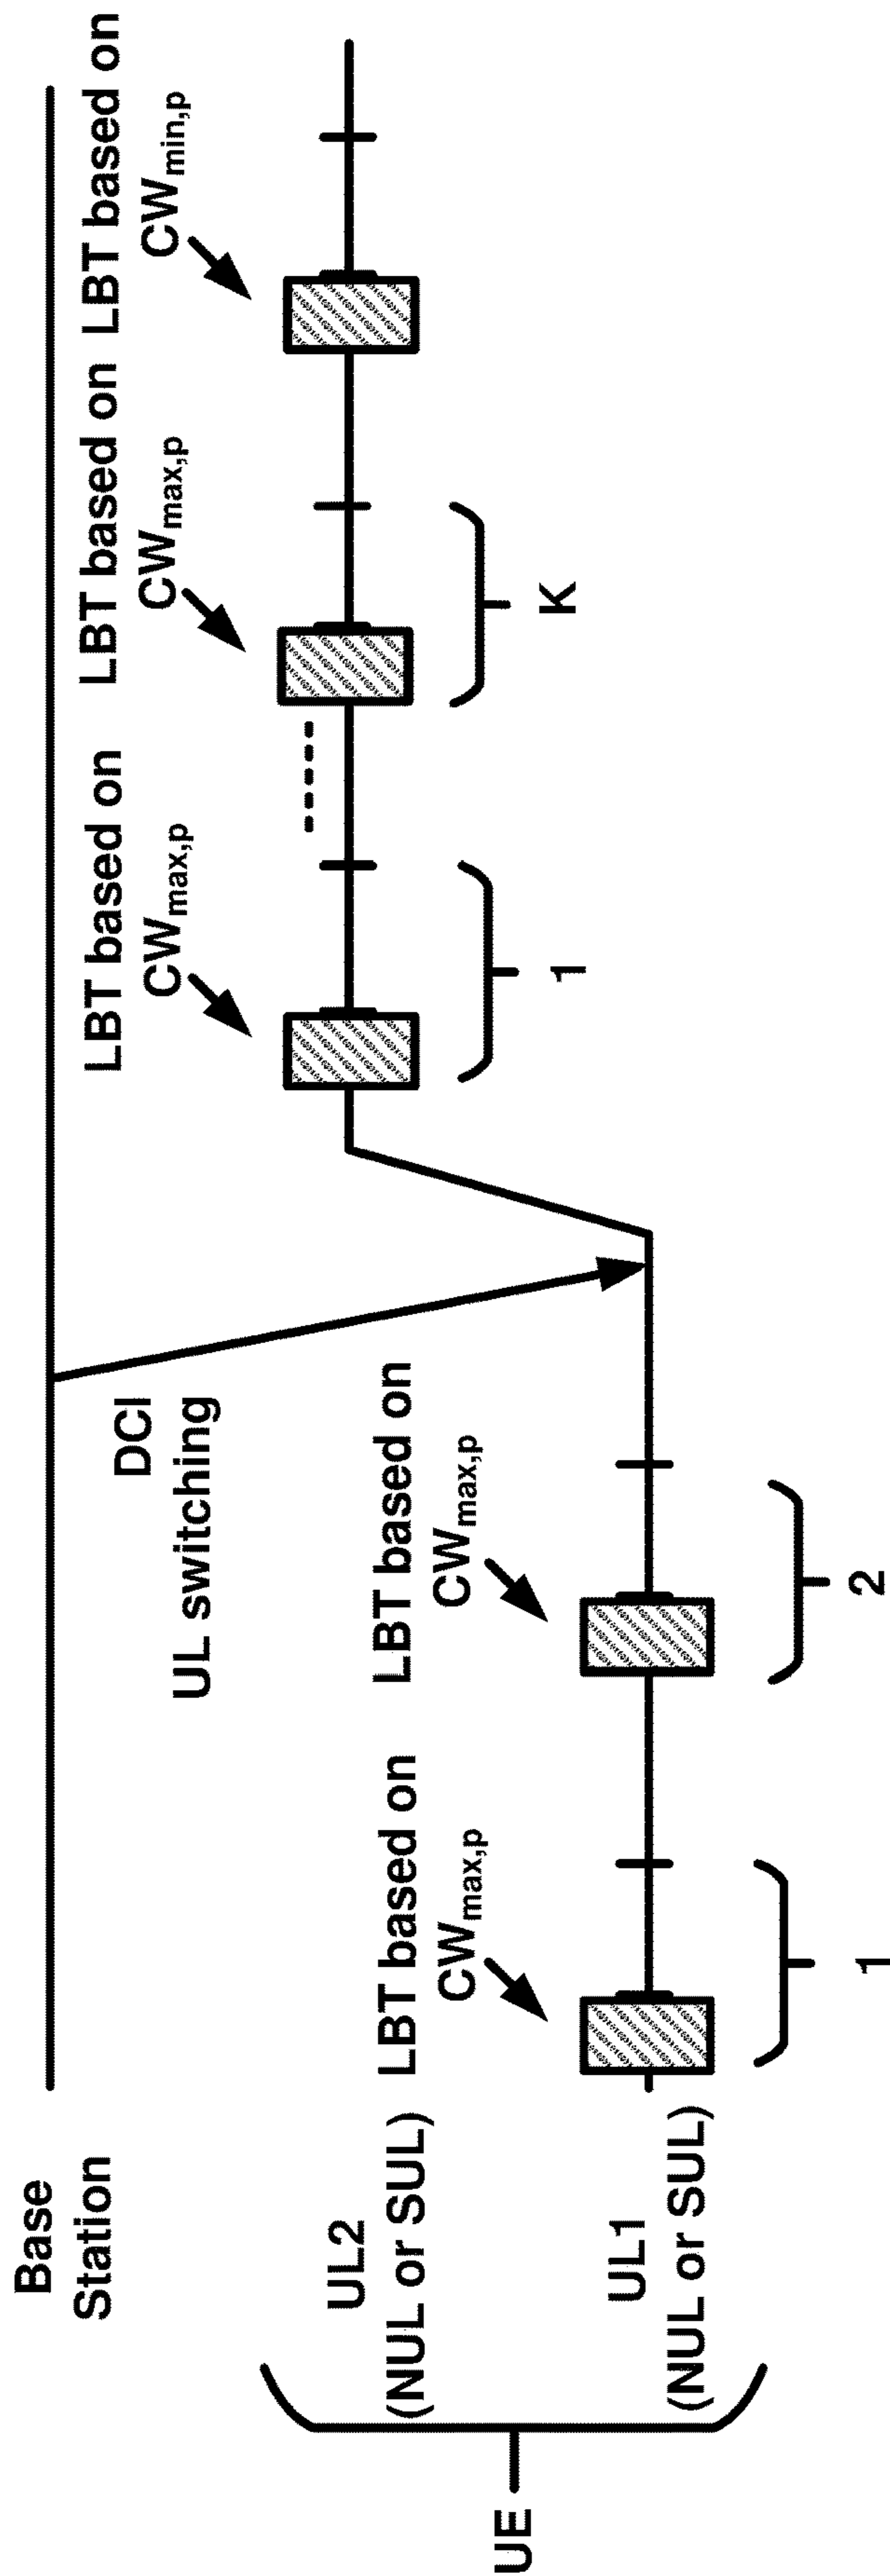 Base
Station
DCI
UL switching
LBT based on
CWmax,p
LBT based on
CWmax,p
LBT based on
CWmin,p
1
K
UE
UL2
(NUL or SUL)
LBT based on
CWmax,p
LBT based on
CWmax,p
UL1
(NUL or SUL)
1
2